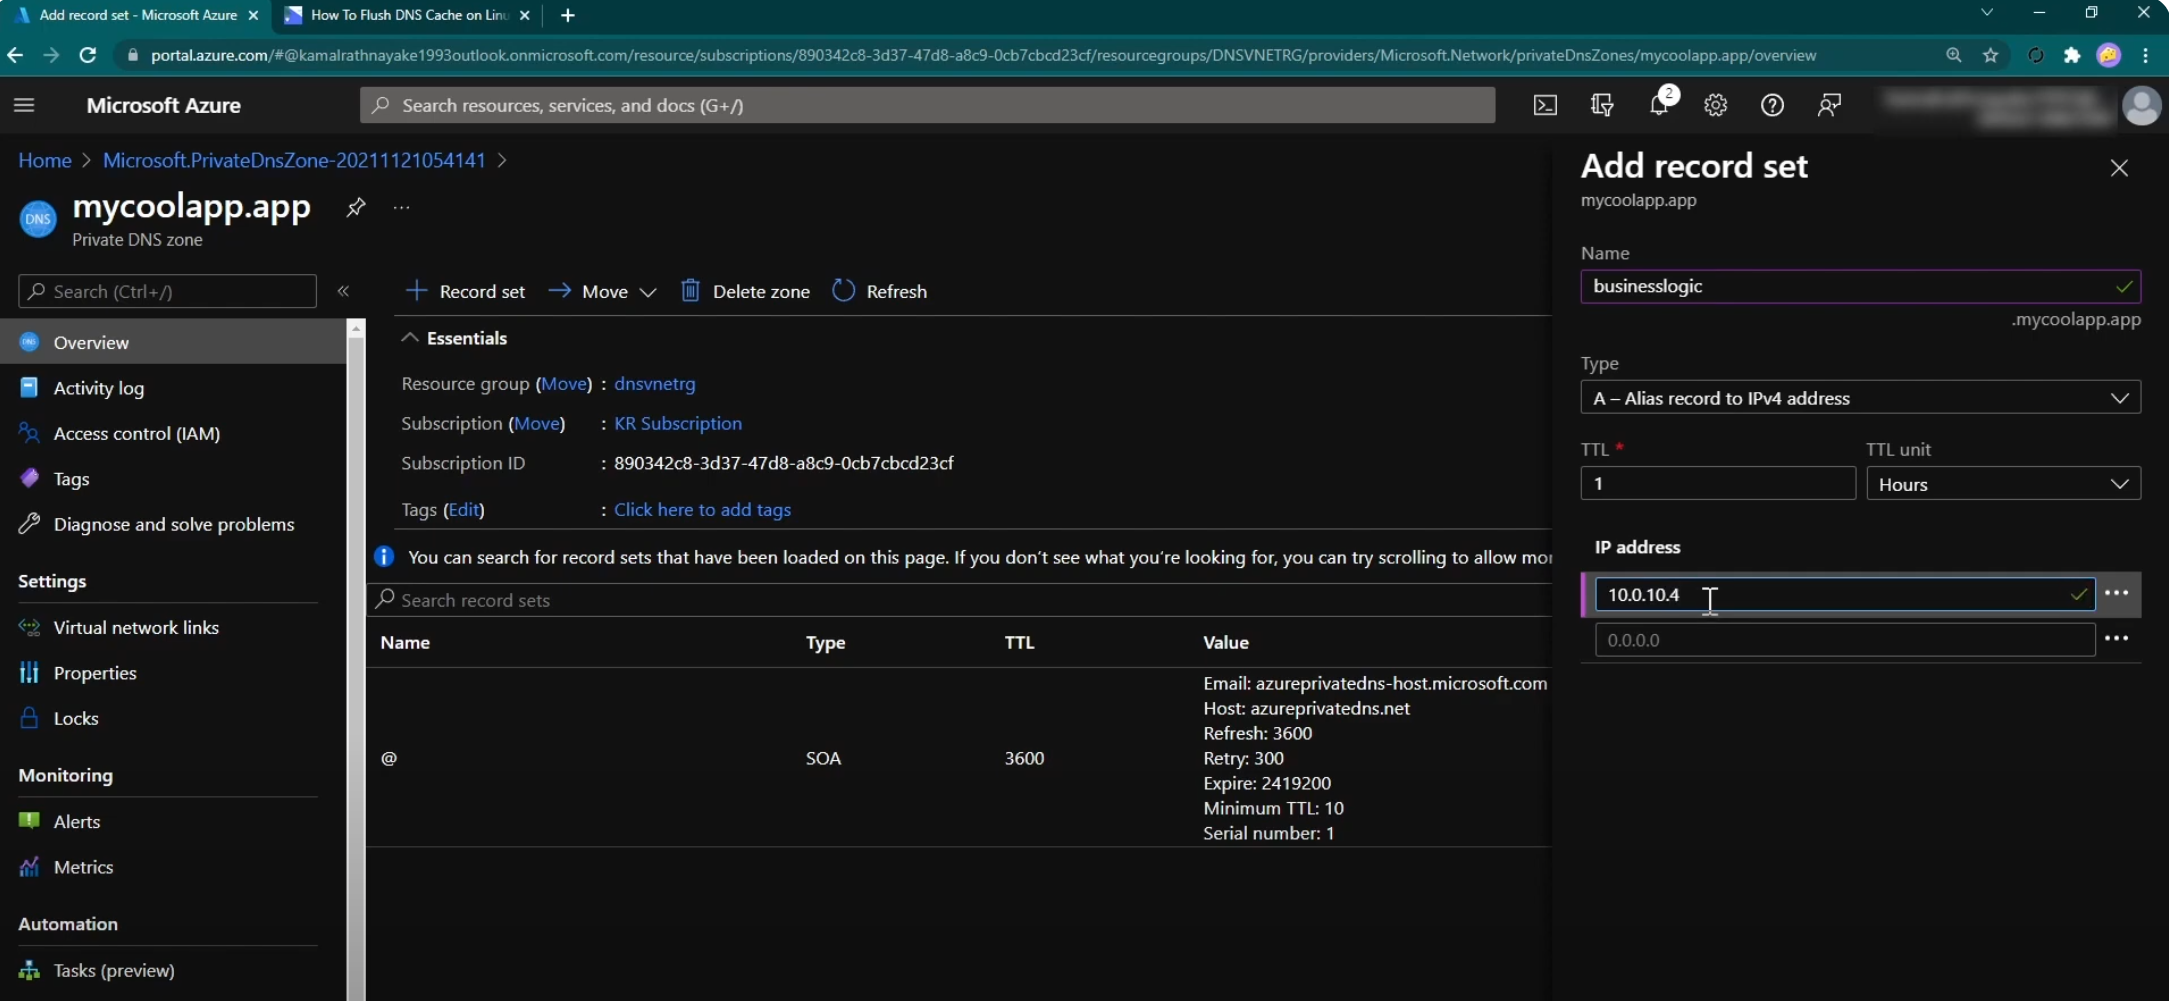 Add record set - Microsoft Azure
How To Flush DNS Cache on Linu
portal.azure.com/#@kamalrathnayake1993outlook.onmicrosoft.com/resource/subscriptions/890342c8-3d37-47d8-a8c9-0cb7cbcd23cf/resourcegroups/DNSVNETRG/providers/Microsoft.Network/privateDnsZones/mycoolapp.app/overview
Microsoft Azure
Search resources, services, and docs (G+/)
2
Home > Microsoft.PrivateDnsZone-20211121054141 >
DNS
mycoolapp.app
Private DNS zone
Search (Ctrl+/)
Overview
Activity log
Access control (IAM)
Tags
Diagnose and solve problems
Settings
Virtual network links
Properties
Locks
Monitoring
Alerts
Metrics
Automation
Tasks (preview)
Record set
Move
Delete zone
Refresh
Essentials
Resource group (Move) : dnsvnetrg
Subscription (Move) : KR Subscription
Subscription ID : 890342c8-3d37-47d8-a8c9-0cb7cbcd23cf
Tags (Edit) : Click here to add tags
You can search for record sets that have been loaded on this page. If you don't see what you're looking for, you can try scrolling to allow mor
Search record sets
Name Type TTL Value
@ SOA 3600
Email: azureprivatedns-host.microsoft.com
Host: azureprivatedns.net
Refresh: 3600
Retry: 300
Expire: 2419200
Minimum TTL: 10
Serial number: 1
Add record set
mycoolapp.app
Name
businesslogic
.mycoolapp.app
Type
A – Alias record to IPv4 address
TTL * TTL unit
1 Hours
IP address
10.0.10.4
0.0.0.0